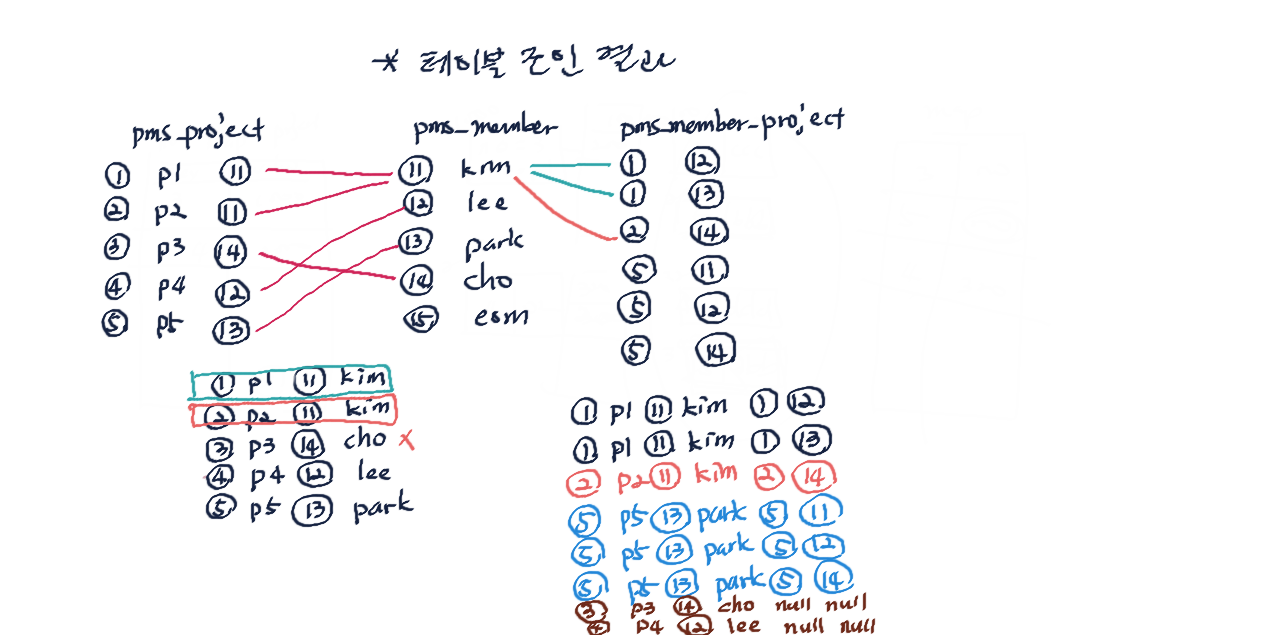 * 테이블 조인 결과
pms_project
① p1 ⑪
② p2 ⑪
③ p3 ⑭
④ p4 ⑫
⑤ p5 ⑬
pms_member
⑪ kim
⑫ lee
⑬ park
⑭ cho
⑮ eom
pms_member_project
① ⑫
① ⑬
② ⑭
⑤ ⑪
⑤ ⑫
⑤ ⑭
① p1 ⑪ kim
② p2 ⑪ kim
③ p3 ⑭ cho x
④ p4 ⑫ lee
⑤ p5 ⑬ park
① p1 ⑪ kim ① ⑫
① p1 ⑪ kim ① ⑬
② p2 ⑪ kim ② ⑭
⑤ p5 ⑬ park ⑤ ⑪
⑤ p5 ⑬ park ⑤ ⑫
⑤ p5 ⑬ park ⑤ ⑭
③ p3 ⑭ cho null null
④ p4 ⑫ lee null null